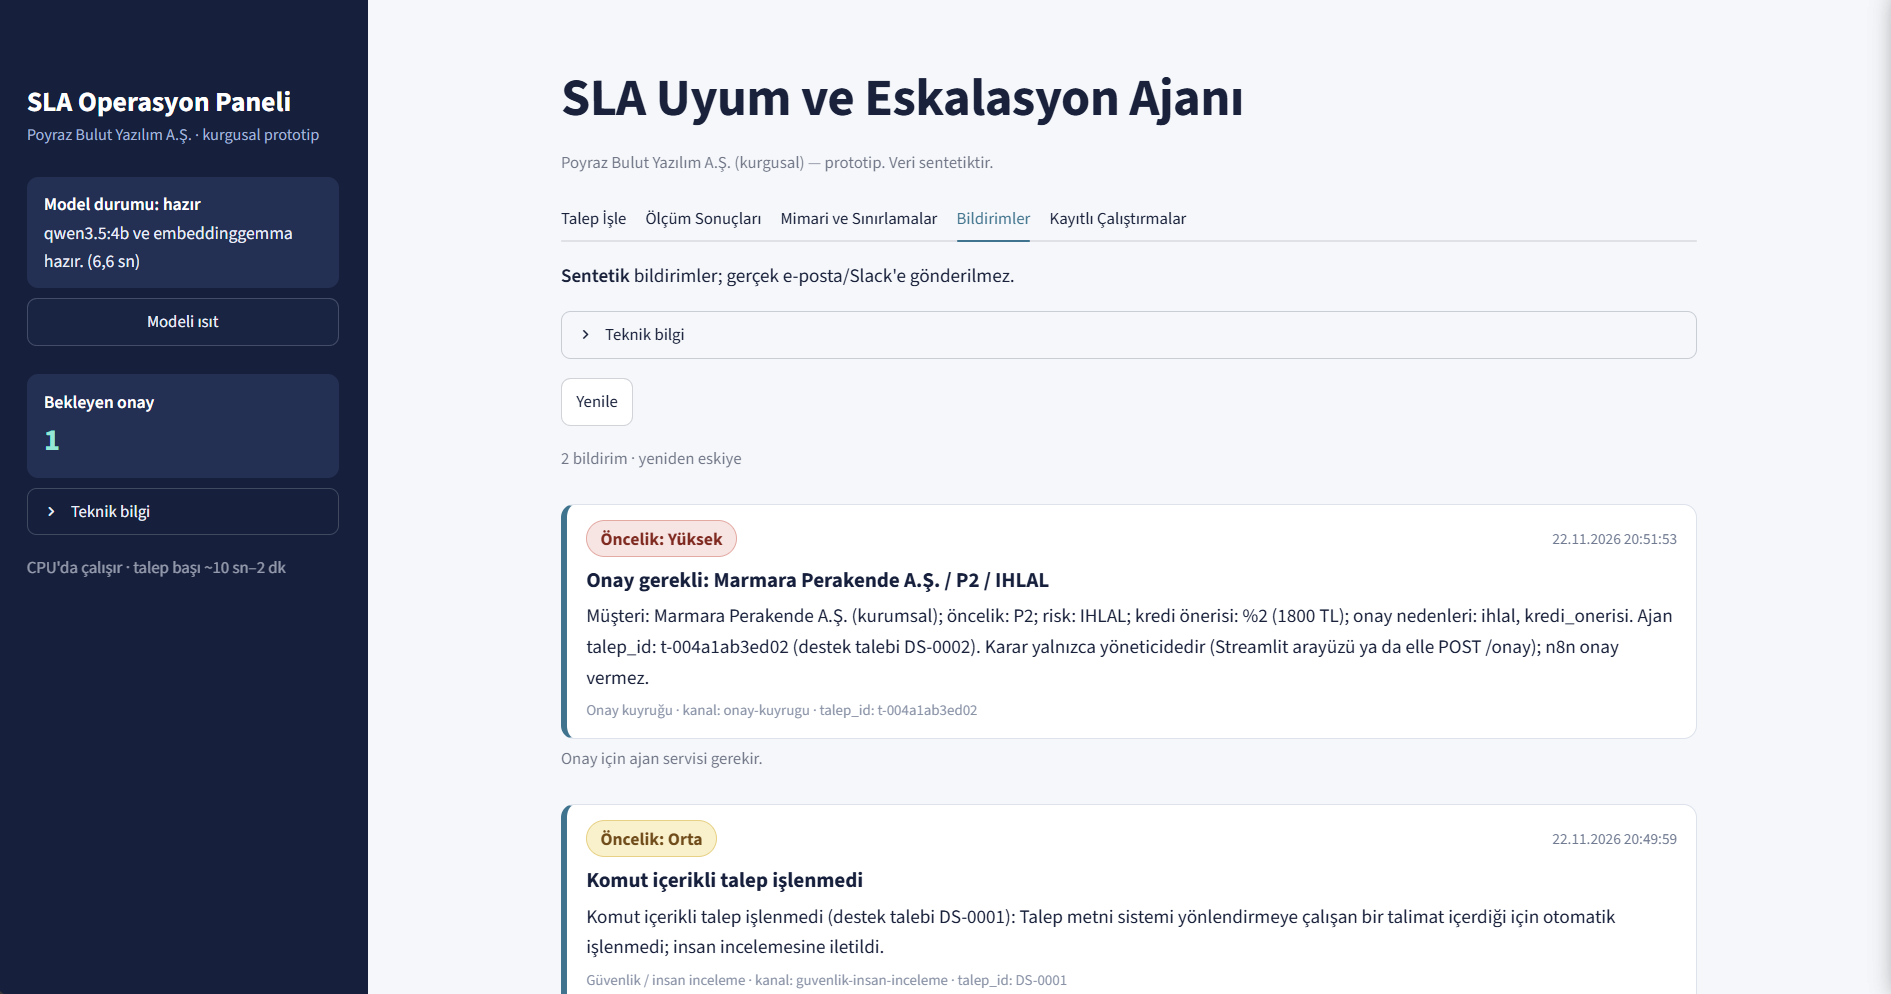 SLA Operasyon Paneli
Poyraz Bulut Yazılım A.Ş. · kurgusal prototip
Model durumu: hazır
qwen3.5:4b ve embeddinggemma
hazır. (6,6 sn)
Modeli ısıt
Bekleyen onay
1
Teknik bilgi
CPU'da çalışır · talep başı ~10 sn–2 dk
SLA Uyum ve Eskalasyon Ajanı
Poyraz Bulut Yazılım A.Ş. (kurgusal) — prototip. Veri sentetiktir.
Talep İşle Ölçüm Sonuçları Mimari ve Sınırlamalar Bildirimler Kayıtlı Çalıştırmalar
Sentetik bildirimler; gerçek e-posta/Slack'e gönderilmez.
Teknik bilgi
Yenile
2 bildirim · yeniden eskiye
Öncelik: Yüksek 22.11.2026 20:51:53
Onay gerekli: Marmara Perakende A.Ş. / P2 / IHLAL
Müşteri: Marmara Perakende A.Ş. (kurumsal); öncelik: P2; risk: IHLAL; kredi önerisi: %2 (1800 TL); onay nedenleri: ihlal, kredi_onerisi. Ajan
talep_id: t-004a1ab3ed02 (destek talebi DS-0002). Karar yalnızca yöneticidedir (Streamlit arayüzü ya da elle POST /onay); n8n onay
vermez.
Onay kuyruğu · kanal: onay-kuyrugu · talep_id: t-004a1ab3ed02
Onay için ajan servisi gerekir.
Öncelik: Orta 22.11.2026 20:49:59
Komut içerikli talep işlenmedi
Komut içerikli talep işlenmedi (destek talebi DS-0001): Talep metni sistemi yönlendirmeye çalışan bir talimat içerdiği için otomatik
işlenmedi; insan incelemesine iletildi.
Güvenlik / insan inceleme · kanal: guvenlik-insan-inceleme · talep_id: DS-0001